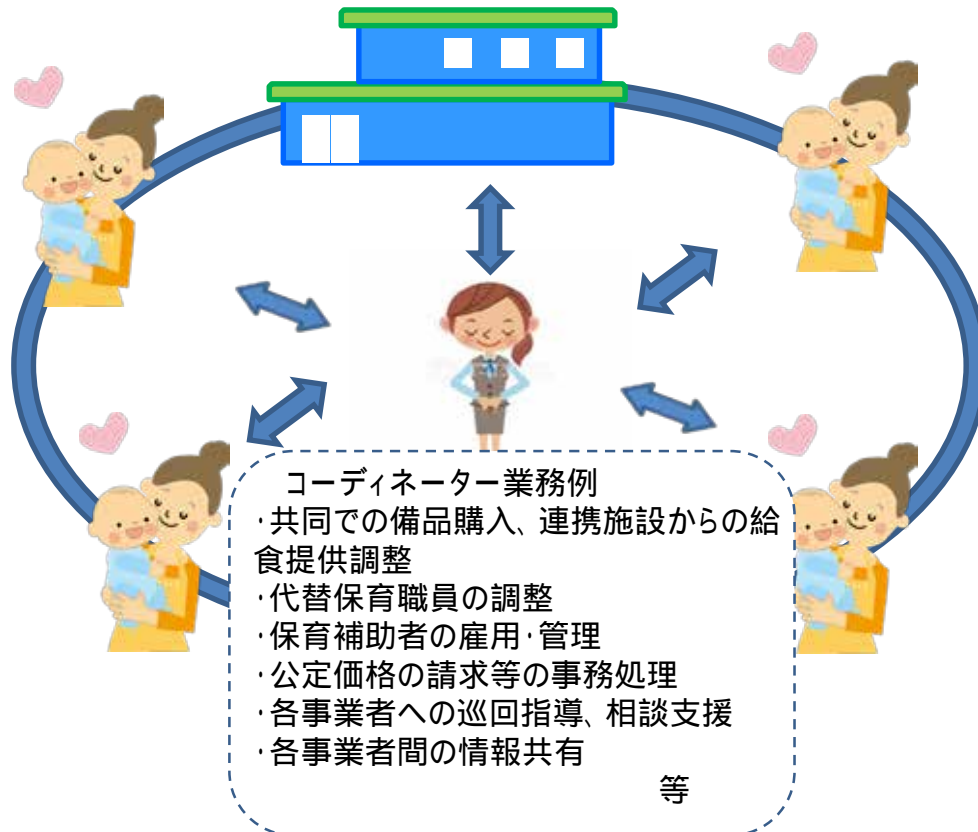 コーディネーター業務例
・共同での備品購入、連携施設からの給
食提供調整
・代替保育職員の調整
・保育補助者の雇用・管理
・公定価格の請求等の事務処理
・各事業者への巡回指導、相談支援
・各事業者間の情報共有
等